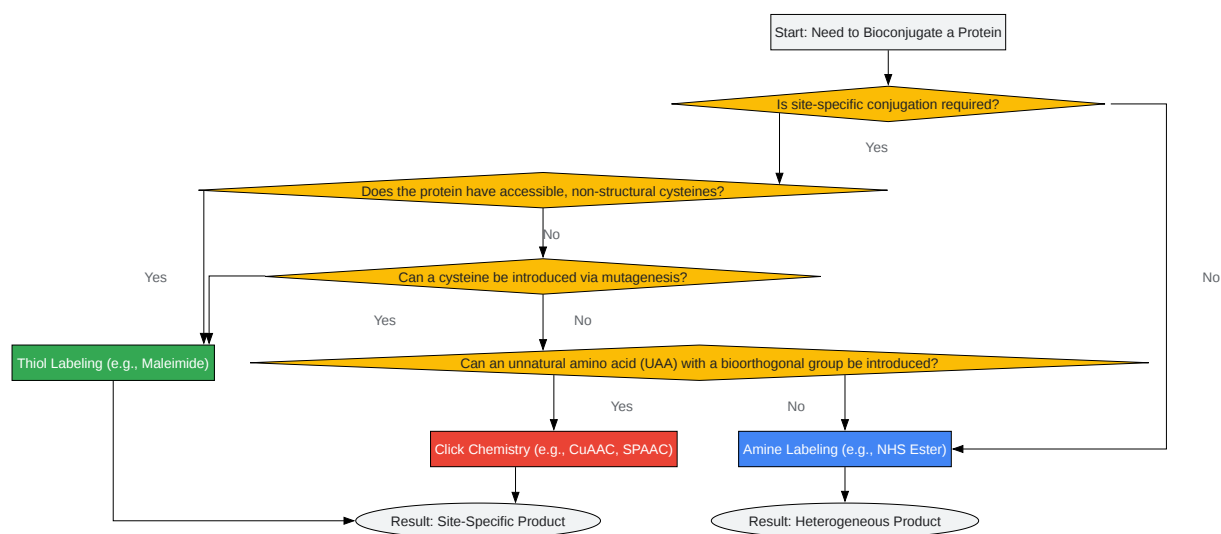 Start: Need to Bioconjugate a Protein
Is site-specific conjugation required?
Yes
Does the protein have accessible, non-structural cysteines?
No
Yes
Can a cysteine be introduced via mutagenesis?
No
Yes
No
Thiol Labeling (e.g., Maleimide)
Can an unnatural amino acid (UAA) with a bioorthogonal group be introduced?
Yes
No
Click Chemistry (e.g., CuAAC, SPAAC)
Amine Labeling (e.g., NHS Ester)
Result: Site-Specific Product
Result: Heterogeneous Product